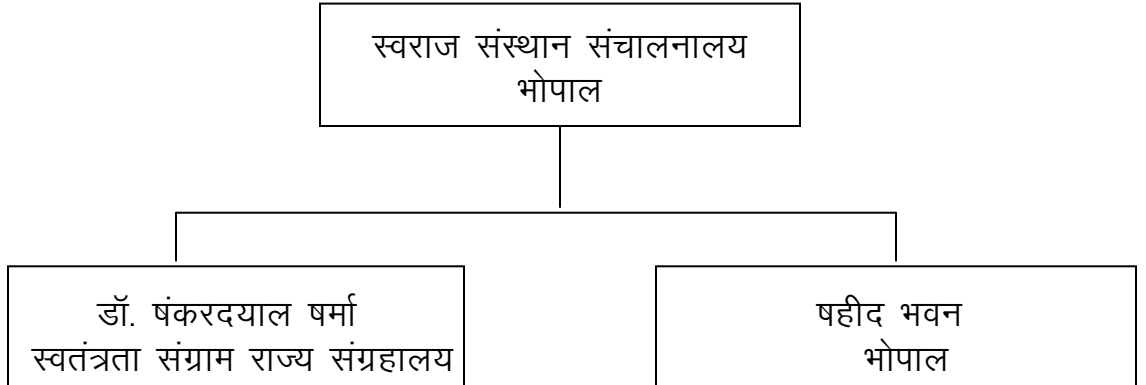 स्वराज संस्थान संचालनालय
भोपाल
डॉ. षंकरदयाल षर्मा
स्वतंत्रता संग्राम राज्य संग्रहालय
षहीद भवन
भोपाल